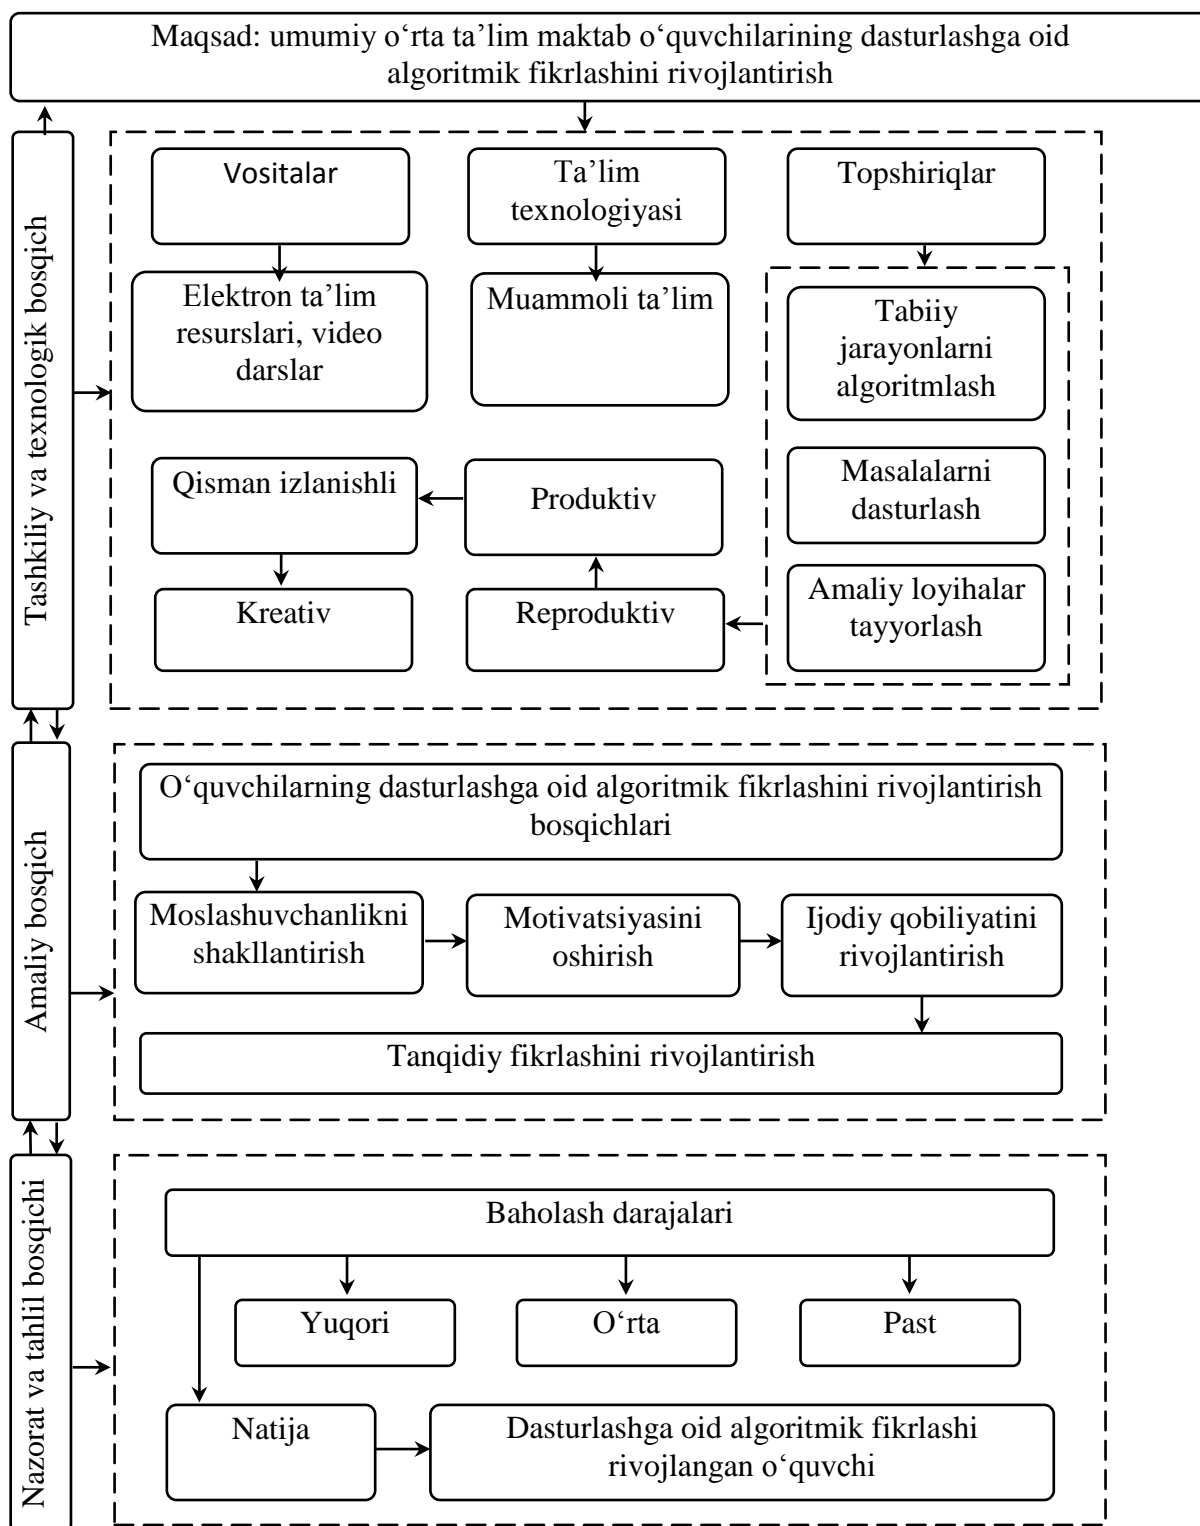 Maqsad: umumiy o‘rta ta’lim maktab o‘quvchilarining dasturlashga oid
algoritmik fikrlashini rivojlantirish
Tashkiliy va texnologik bosqich
Vositalar
Ta’lim
texnologiyasi
Topshiriqlar
Elektron ta’lim
resurslari, video
darslar
Muammoli ta’lim
Tabiiy
jarayonlarni
algoritmlash
Masalalarni
dasturlash
Amaliy loyihalar
tayyorlash
Qisman izlanishli
Produktiv
Kreativ
Reproduktiv
Amaliy bosqich
O‘quvchilarning dasturlashga oid algoritmik fikrlashini rivojlantirish
bosqichlari
Moslashuvchanlikni
shakllantirish
Motivatsiyasini
oshirish
Ijodiy qobiliyatini
rivojlantirish
Tanqidiy fikrlashini rivojlantirish
Nazorat va tahlil bosqichi
Baholash darajalari
Yuqori
O‘rta
Past
Natija
Dasturlashga oid algoritmik fikrlashi
rivojlangan o‘quvchi